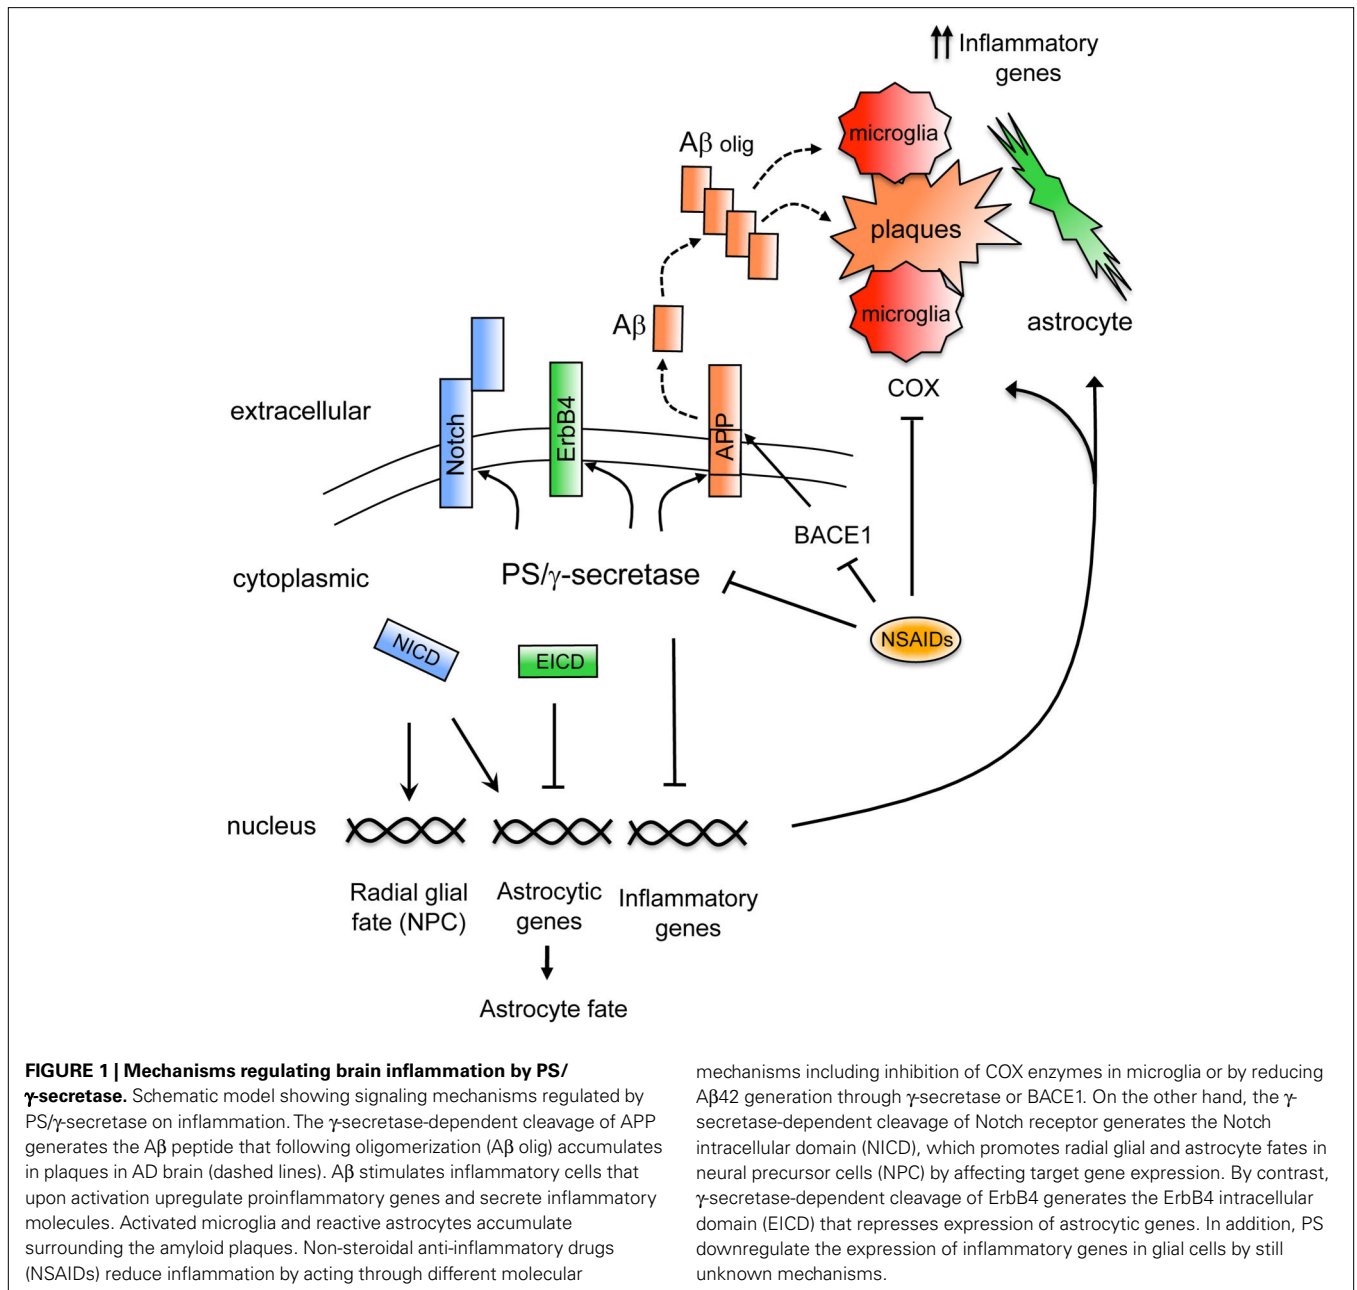 Inflammatory
genes
microglia
Aβ olig
plaques
microglia
astrocyte
Aβ
COX
extracellular
Notch
ErbB4
APP
BACE1
cytoplasmic
PS/γ-secretase
NSAIDs
NICD
EICD
nucleus
Radial glial
fate (NPC)
Astrocytic
genes
Inflammatory
genes
Astrocyte fate
FIGURE 1 | Mechanisms regulating brain inflammation by PS/
γ-secretase. Schematic model showing signaling mechanisms regulated by
PS/γ-secretase on inflammation. The γ-secretase-dependent cleavage of APP
generates the Aβ peptide that following oligomerization (Aβ olig) accumulates
in plaques in AD brain (dashed lines). Aβ stimulates inflammatory cells that
upon activation upregulate proinflammatory genes and secrete inflammatory
molecules. Activated microglia and reactive astrocytes accumulate
surrounding the amyloid plaques. Non-steroidal anti-inflammatory drugs
(NSAIDs) reduce inflammation by acting through different molecular
mechanisms including inhibition of COX enzymes in microglia or by reducing
Aβ42 generation through γ-secretase or BACE1. On the other hand, the γ-
secretase-dependent cleavage of Notch receptor generates the Notch
intracellular domain (NICD), which promotes radial glial and astrocyte fates in
neural precursor cells (NPC) by affecting target gene expression. By contrast,
γ-secretase-dependent cleavage of ErbB4 generates the ErbB4 intracellular
domain (EICD) that represses expression of astrocytic genes. In addition, PS
downregulate the expression of inflammatory genes in glial cells by still
unknown mechanisms.